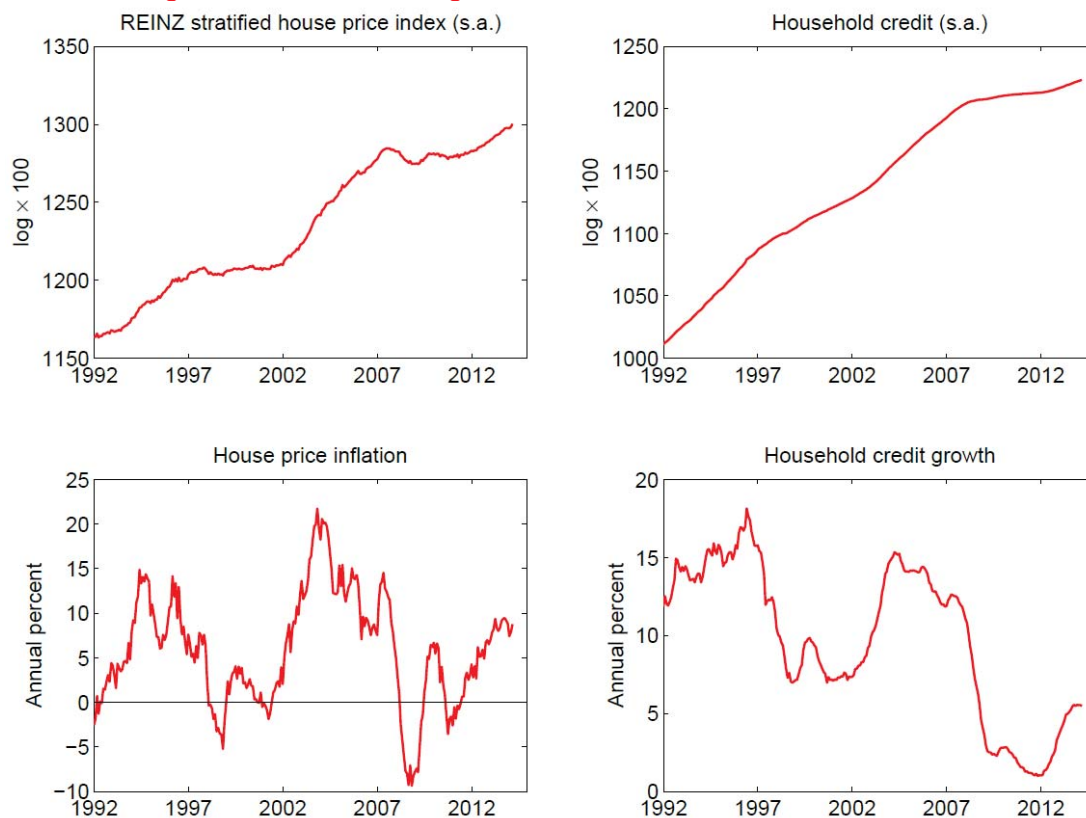 REINZ stratified house price index (s.a.)
1350
1300
1250
1200
1150
log × 100
1992 1997 2002 2007 2012
Household credit (s.a.)
1250
1200
1150
1100
1050
1000
log × 100
1992 1997 2002 2007 2012
House price inflation
25
20
15
10
5
0
−5
−10
Annual percent
1992 1997 2002 2007 2012
Household credit growth
20
15
10
5
0
Annual percent
1992 1997 2002 2007 2012